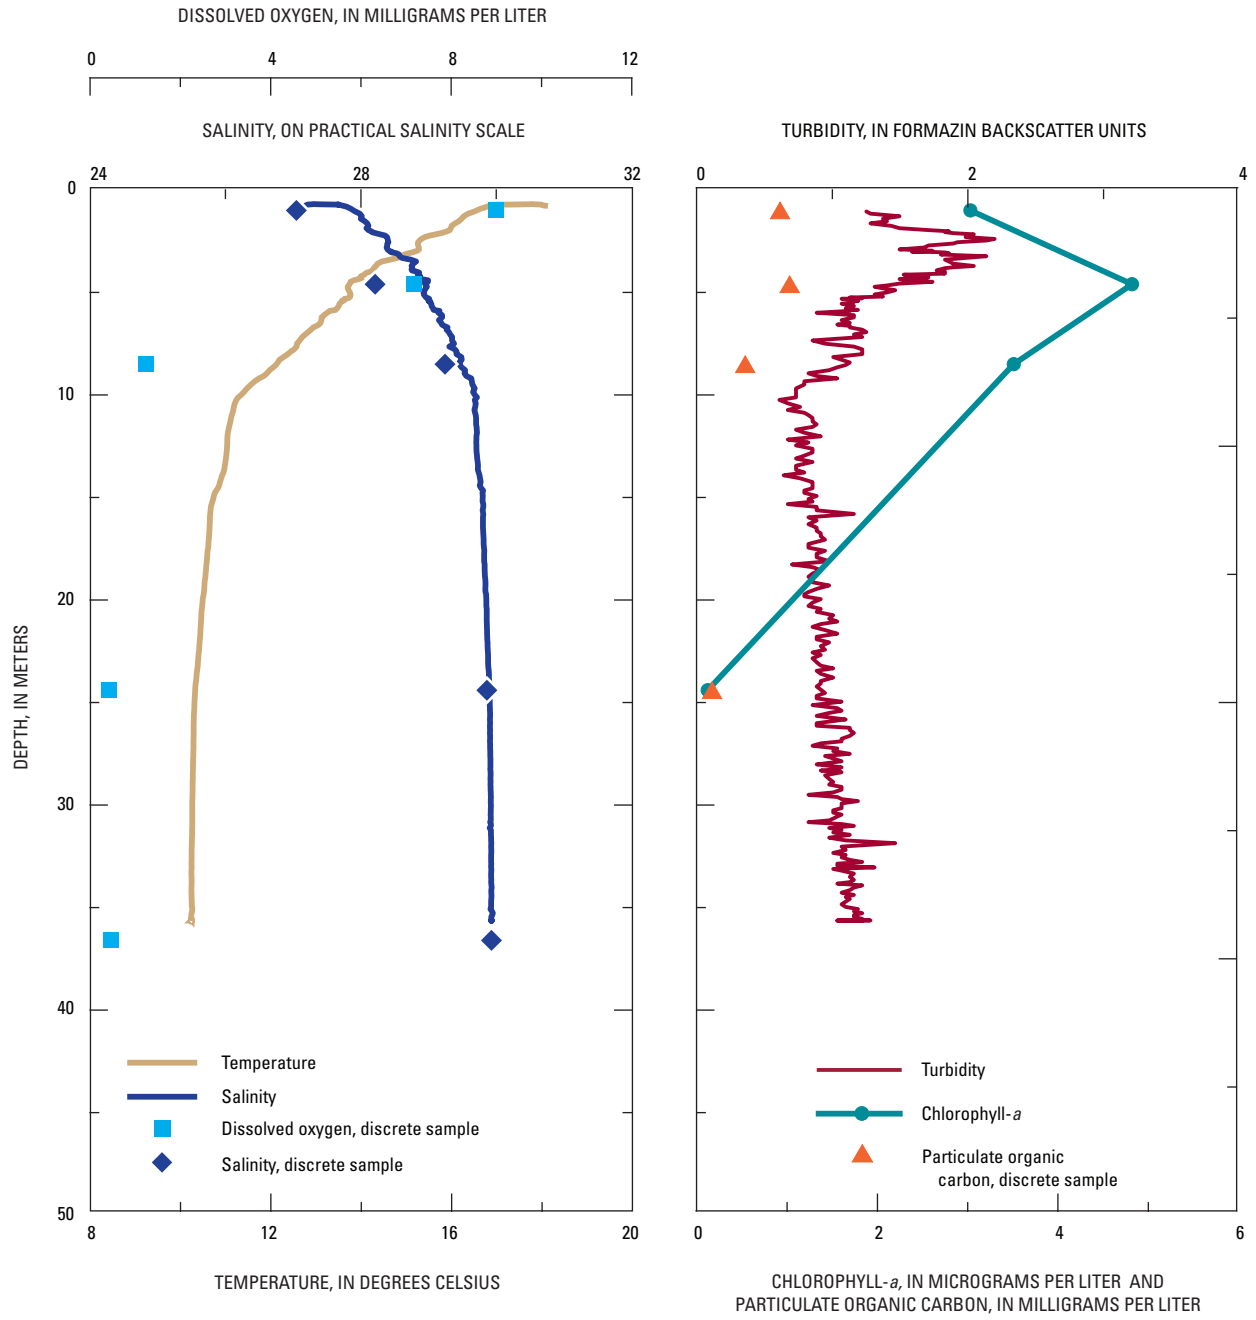 DISSOLVED OXYGEN, IN MILLIGRAMS PER LITER
0 4 8 12
SALINITY, ON PRACTICAL SALINITY SCALE
24 28 32
TURBIDITY, IN FORMAZIN BACKSCATTER UNITS
0 2 4
DEPTH, IN METERS
0
10
20
30
40
50
Temperature
Salinity
Dissolved oxygen, discrete sample
Salinity, discrete sample
Turbidity
Chlorophyll-a
Particulate organic
carbon, discrete sample
8 12 16 20
TEMPERATURE, IN DEGREES CELSIUS
0 2 4 6
CHLOROPHYLL-a, IN MICROGRAMS PER LITER AND
PARTICULATE ORGANIC CARBON, IN MILLIGRAMS PER LITER